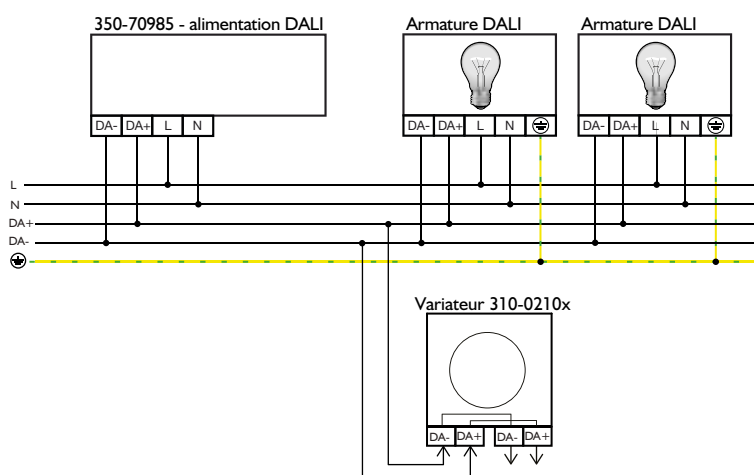 350-70985 - alimentation DALI
Armature DALI
Armature DALI
DA- DA+ L N
DA- DA+ L N
DA- DA+ L N
L
N
DA+
DA-
Variateur 310-0210x
DA- DA+ DA- DA+